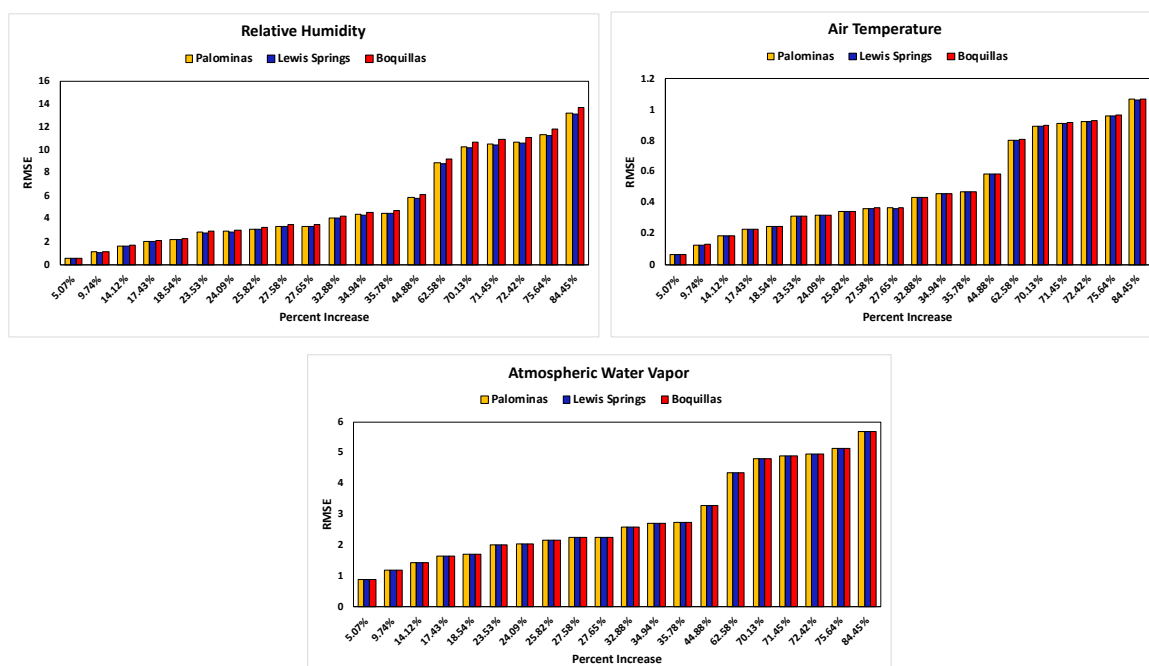 Relative Humidity
Palominas Lewis Springs Boquillas
16
14
12
10
8
6
4
2
0
RMSE
5.07% 9.74% 14.12% 17.43% 18.54% 23.53% 24.09% 25.82% 27.58% 27.65% 32.88% 34.94% 35.78% 44.88% 62.58% 70.13% 71.45% 72.42% 75.64% 84.45%
Percent Increase
Air Temperature
Palominas Lewis Springs Boquillas
1.2
1
0.8
0.6
0.4
0.2
0
RMSE
5.07% 9.74% 14.12% 17.43% 18.54% 23.53% 24.09% 25.82% 27.58% 27.65% 32.88% 34.94% 35.78% 44.88% 62.58% 70.13% 71.45% 72.42% 75.64% 84.45%
Percent Increase
Atmospheric Water Vapor
Palominas Lewis Springs Boquillas
6
5
4
3
2
1
0
RMSE
5.07% 9.74% 14.12% 17.43% 18.54% 23.53% 24.09% 25.82% 27.58% 27.65% 32.88% 34.94% 35.78% 44.88% 62.58% 70.13% 71.45% 72.42% 75.64% 84.45%
Percent Increase